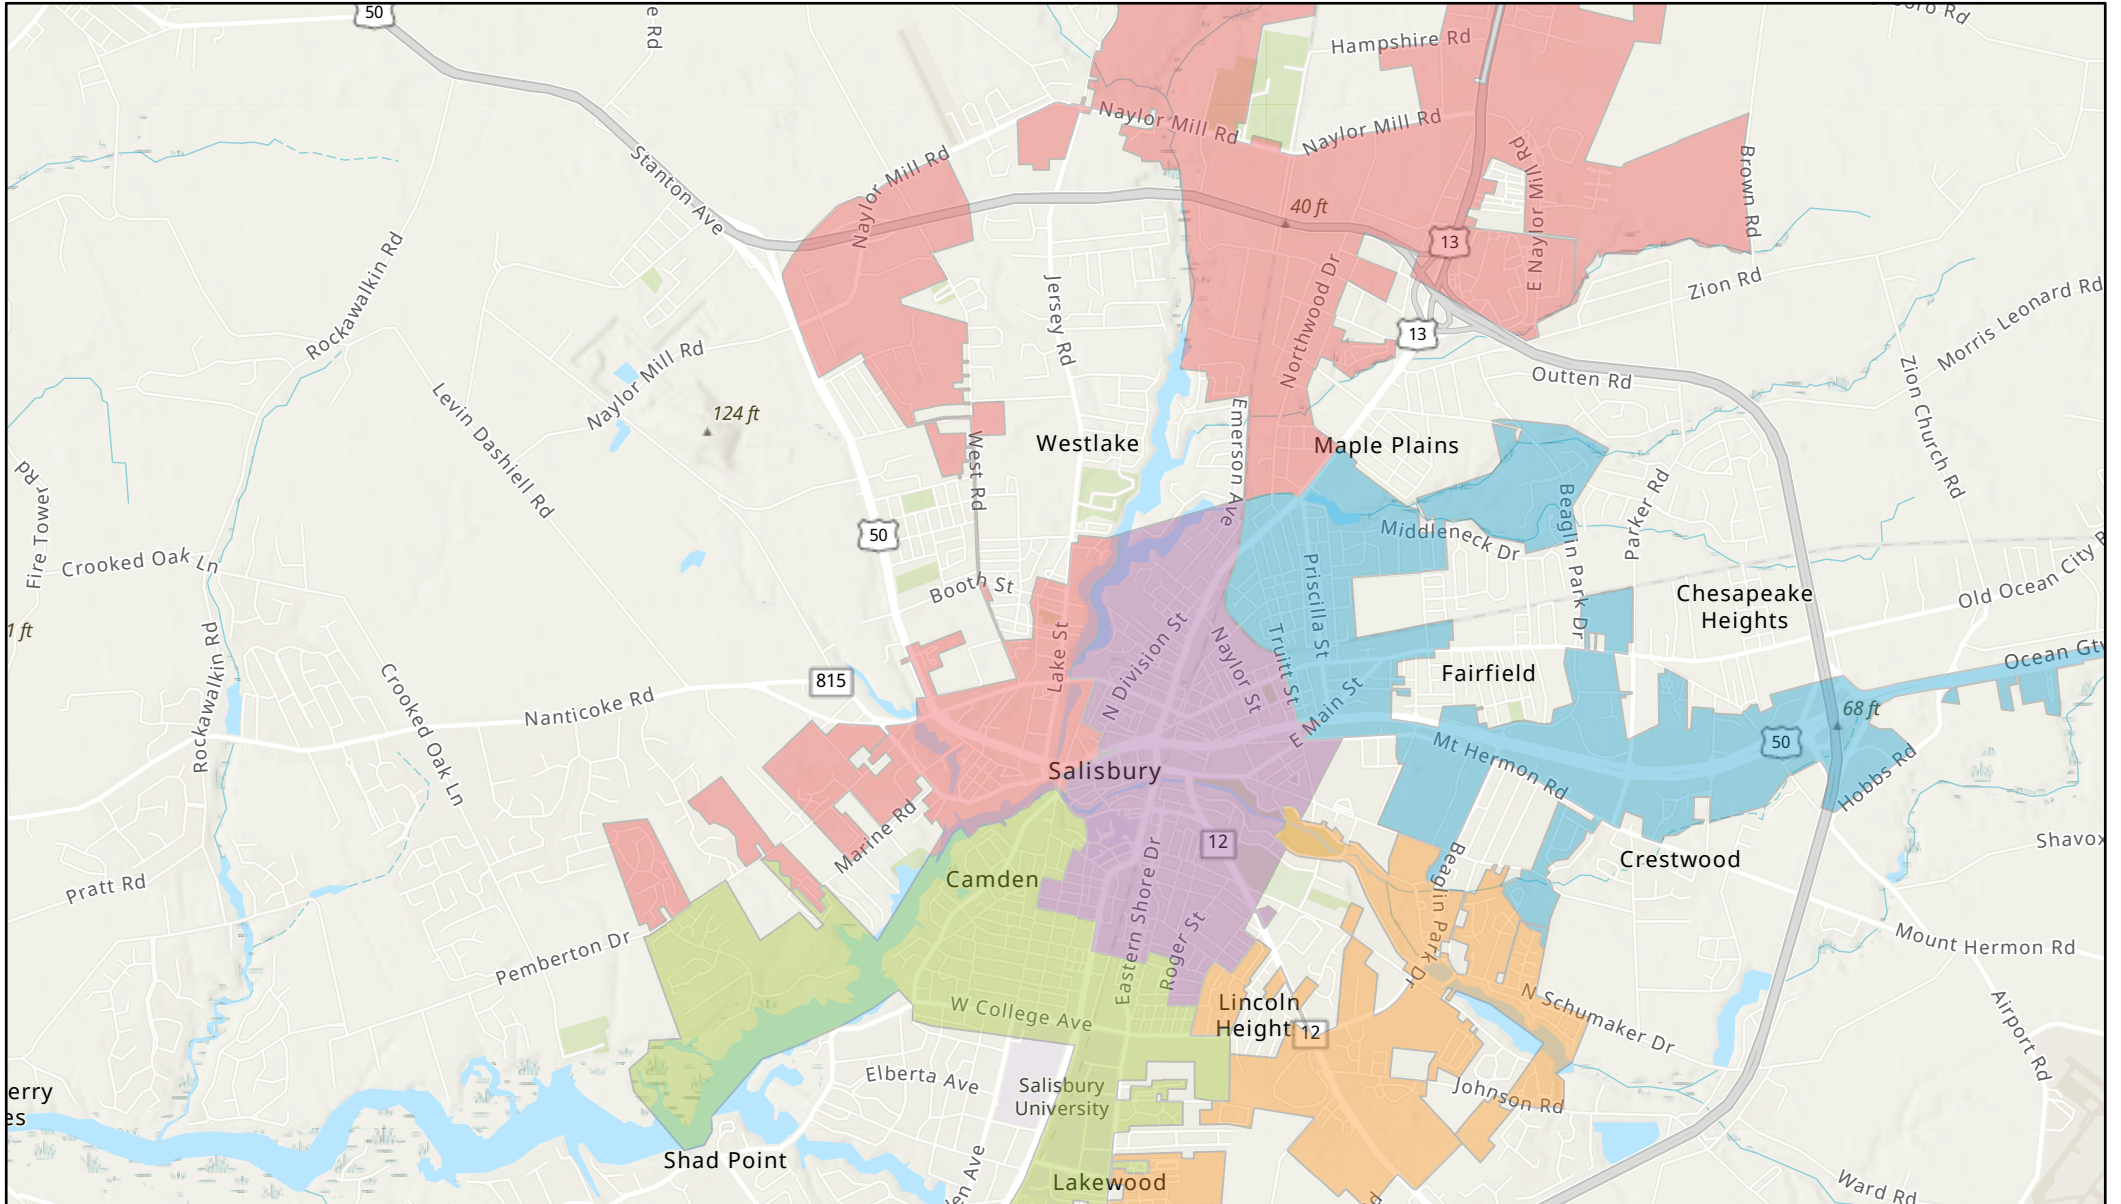 50
Hampshire Rd
Naylor Mill Rd
Naylor Mill Rd
Stanton Ave
Naylor Mill Rd
E Naylor Mill Rd
Brown Rd
40 ft
13
Rockawalkin Rd
Jersey Rd
Northwood Dr
Zion Rd
Morris Leonard Rd
13
Naylor Mill Rd
Outten Rd
Zion Church Rd
Levin Dashiell Rd
124 ft
Westlake
Emerson Ave
Maple Plains
West Rd
Fire Tower Rd
50
Middleneck Dr
Beaglin Park Dr
Parker Rd
Crooked Oak Ln
Booth St
Priscilla St
Chesapeake
Heights
Old Ocean City
1 ft
Rockawalkin Rd
Lake St
N Division St
Naylor St
Truitt St
Fairfield
Ocean Gty
Crooked Oak Ln
815
Nanticoke Rd
E Main St
68 ft
50
Mt Hermon Rd
Salisbury
Hobbs Rd
Marine Rd
12
Shavox
Crestwood
Pratt Rd
Camden
Eastern Shore Dr
Beaglin Park Dr
Roger St
Pemberton Dr
Mount Hermon Rd
W College Ave
Lincoln
Height
12
N Schumaker Dr
Airport Rd
Elberta Ave
Salisbury
University
Johnson Rd
erry
es
Shad Point
Lakewood
Ward Rd